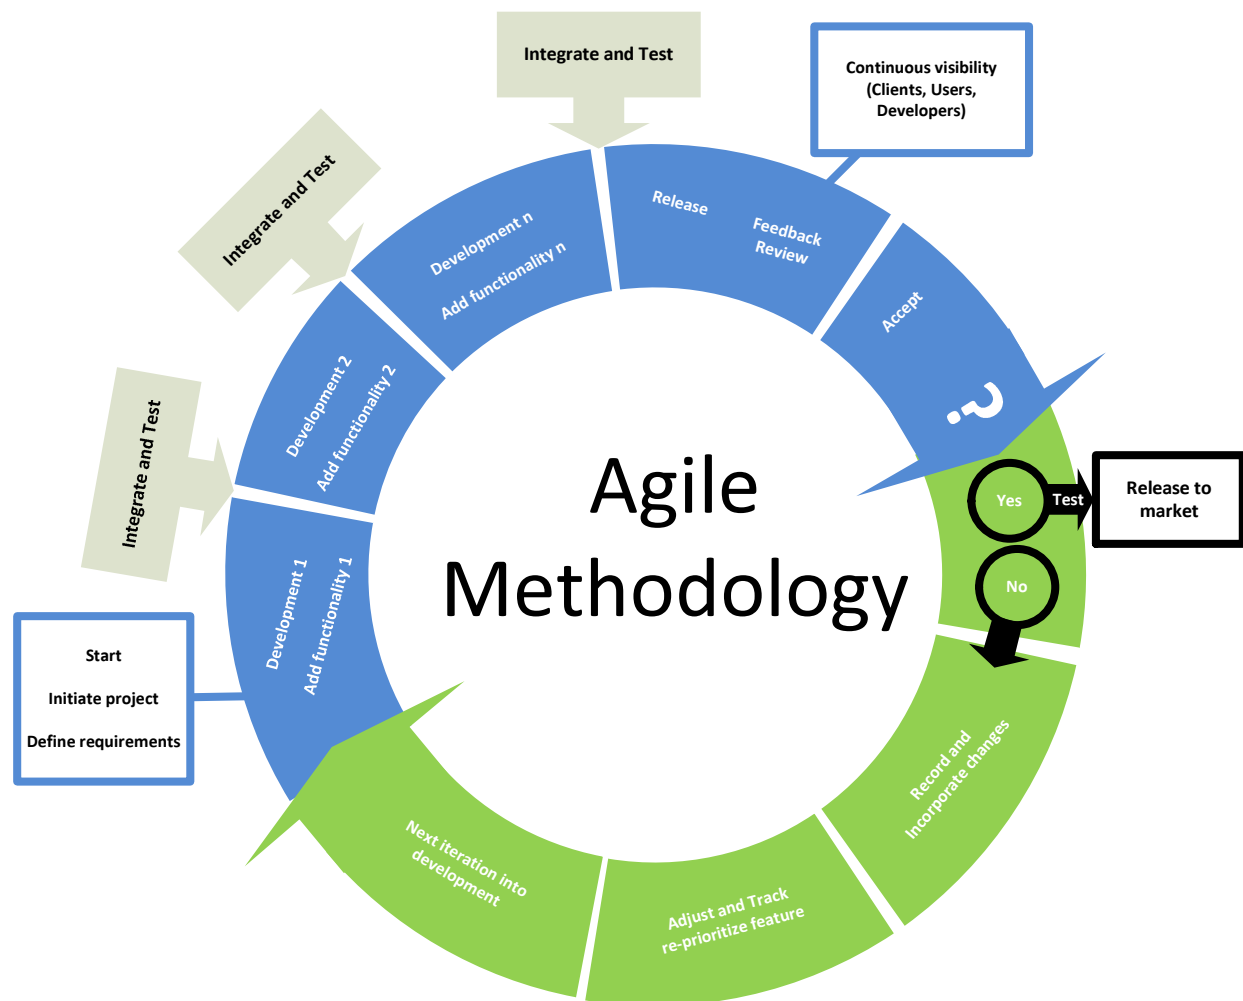 Integrate and Test
Continuous visibility
(Clients, Users,
Developers)
Integrate and Test
Integrate and Test
Release
Feedback
Review
Development n
Add functionality n
Accept
?
Development 2
Add functionality 2
Development 1
Add functionality 1
Agile
Methodology
Yes
Test
Release to
market
No
Start
Initiate project
Define requirements
Record and
Incorporate changes
Adjust and Track
re-prioritize feature
Next iteration into
development